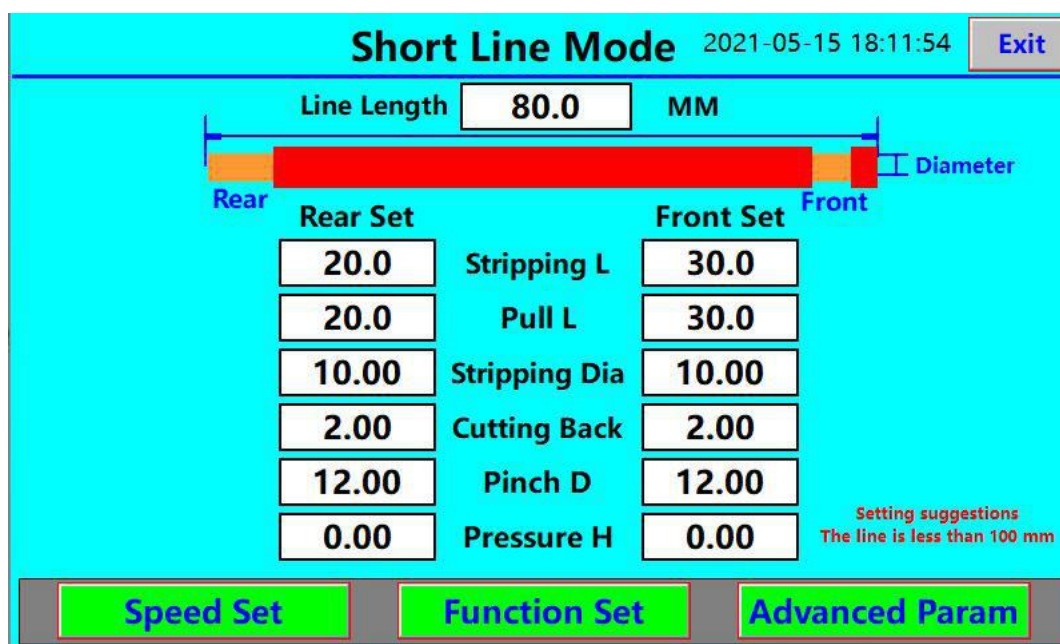 Short Line Mode 2021-05-15 18:11:54 Exit
Line Length 80.0 MM
Diameter
Rear Front
Rear Set Front Set
20.0 Stripping L 30.0
20.0 Pull L 30.0
10.00 Stripping Dia 10.00
2.00 Cutting Back 2.00
12.00 Pinch D 12.00
0.00 Pressure H 0.00
Setting suggestions
The line is less than 100 mm
Speed Set Function Set Advanced Param